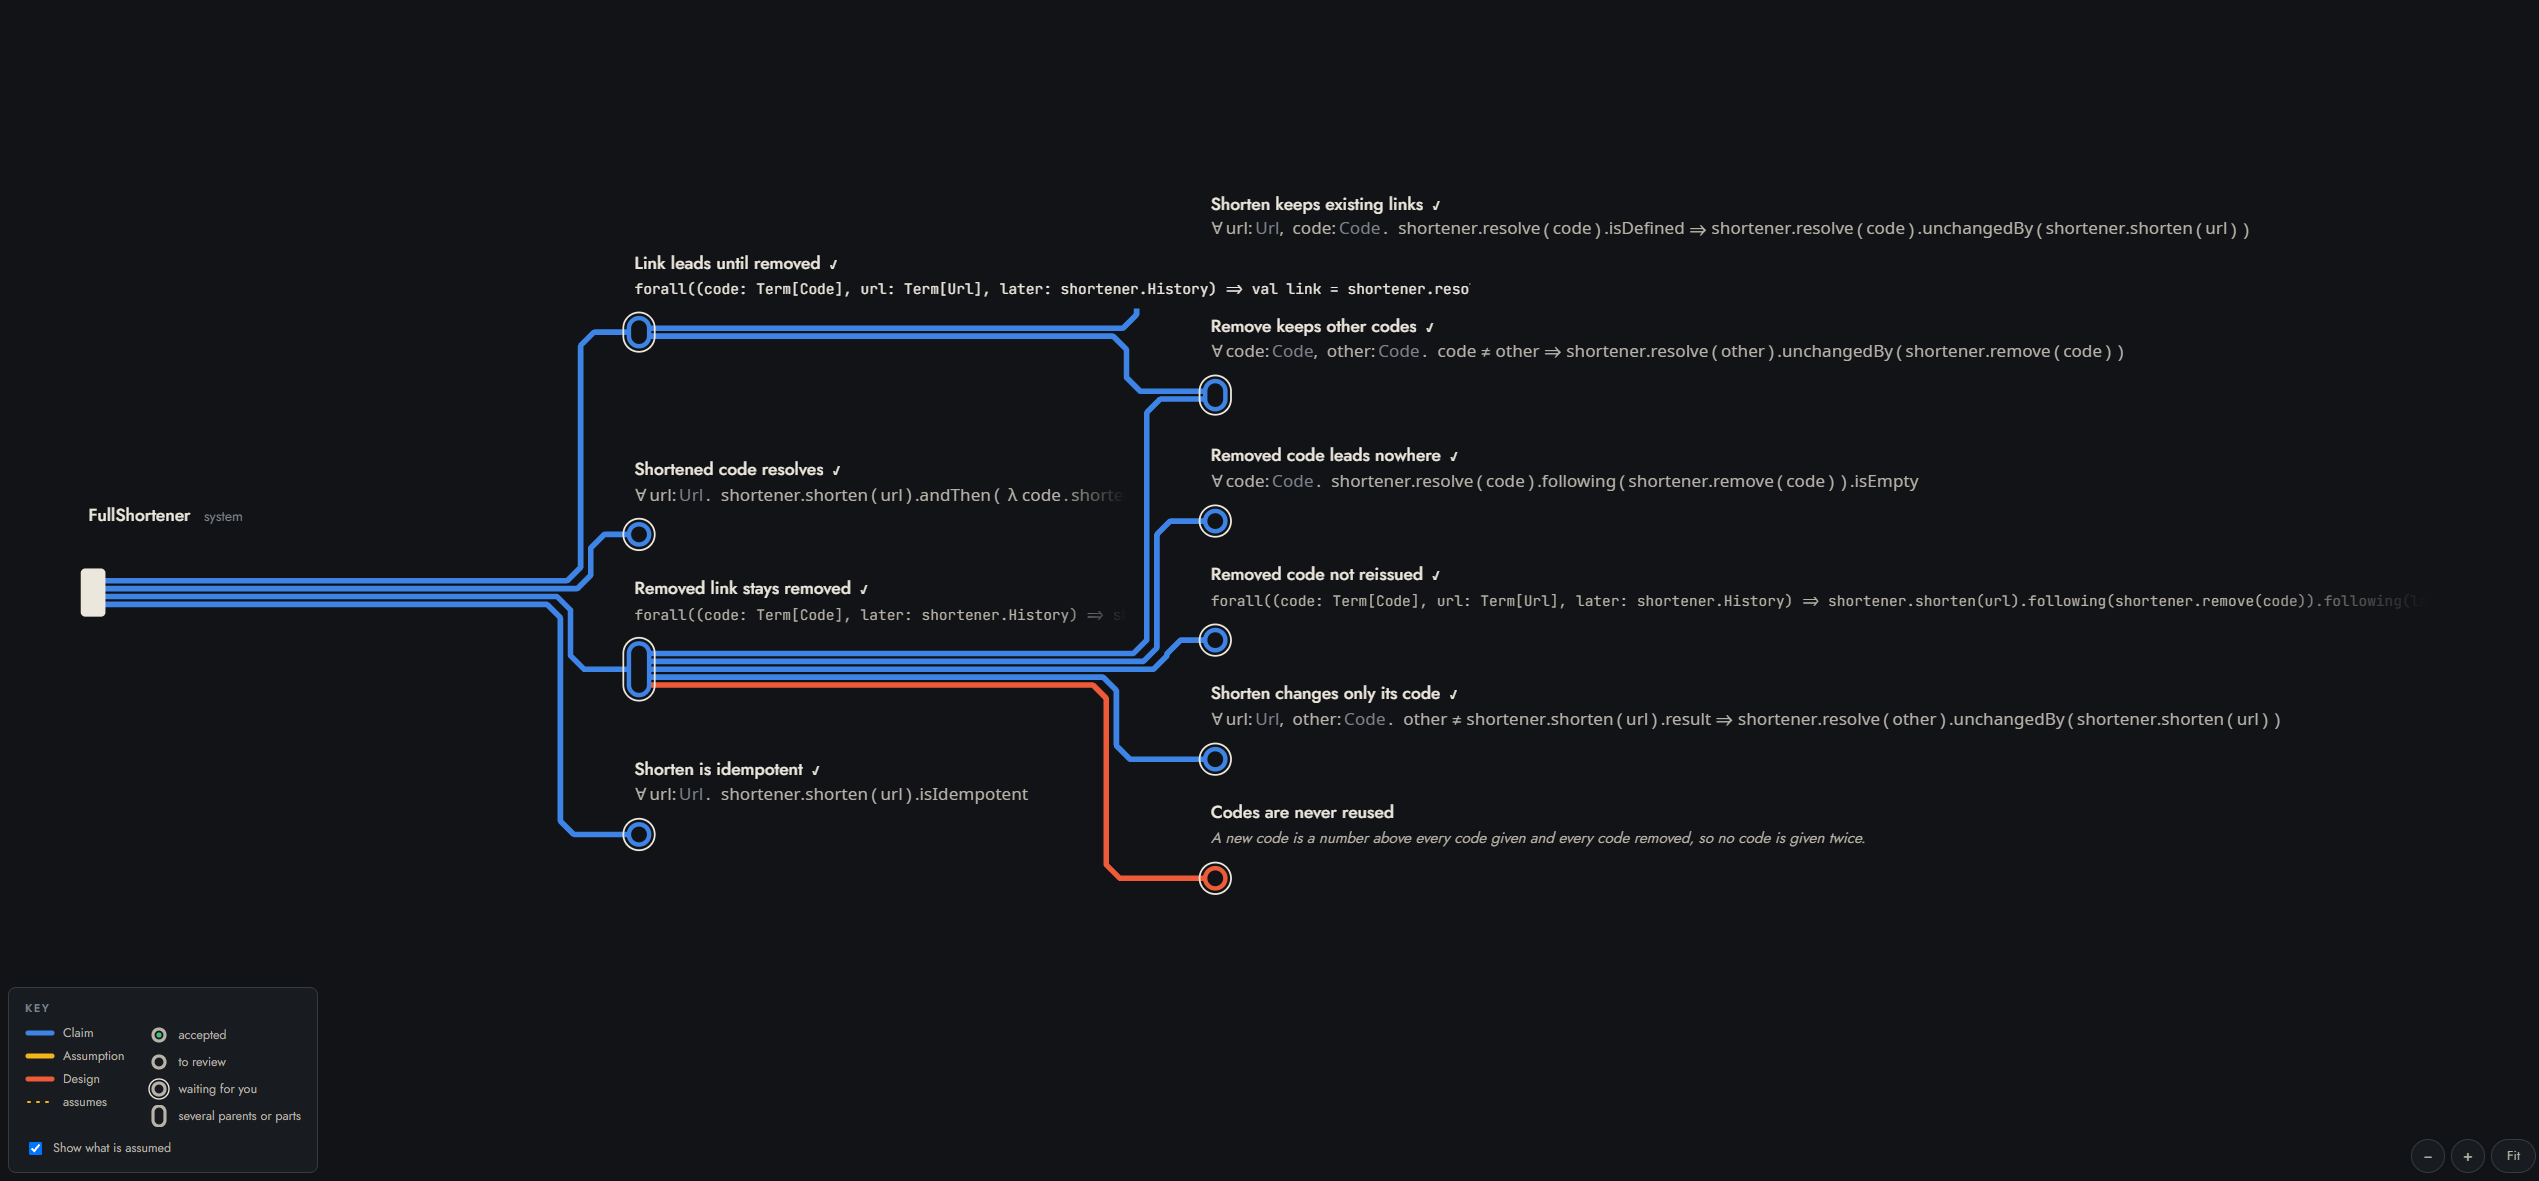 Shorten keeps existing links ✓
∀ url: Url, code: Code. shortener.resolve(code).isDefined ⇒ shortener.resolve(code).unchangedBy(shortener.shorten(url))
Link leads until removed ✓
forall((code: Term[Code], url: Term[Url], later: shortener.History) ⇒ val link = shortener.reso
Remove keeps other codes ✓
∀ code: Code, other: Code. code ≠ other ⇒ shortener.resolve(other).unchangedBy(shortener.remove(code))
Removed code leads nowhere ✓
∀ code: Code. shortener.resolve(code).following(shortener.remove(code)).isEmpty
Shortened code resolves ✓
∀ url: Url. shortener.shorten(url).andThen(λ code. shorte
FullShortener system
Removed code not reissued ✓
forall((code: Term[Code], url: Term[Url], later: shortener.History) ⇒ shortener.shorten(url).following(shortener.remove(code)).following(l
Removed link stays removed ✓
forall((code: Term[Code], later: shortener.History) ⇒ s
Shorten changes only its code ✓
∀ url: Url, other: Code. other ≠ shortener.shorten(url).result ⇒ shortener.resolve(other).unchangedBy(shortener.shorten(url))
Shorten is idempotent ✓
∀ url: Url. shortener.shorten(url).isIdempotent
Codes are never reused
A new code is a number above every code given and every code removed, so no code is given twice.
KEY
Claim
Assumption
Design
assumes
accepted
to review
waiting for you
several parents or parts
Show what is assumed
− + Fit